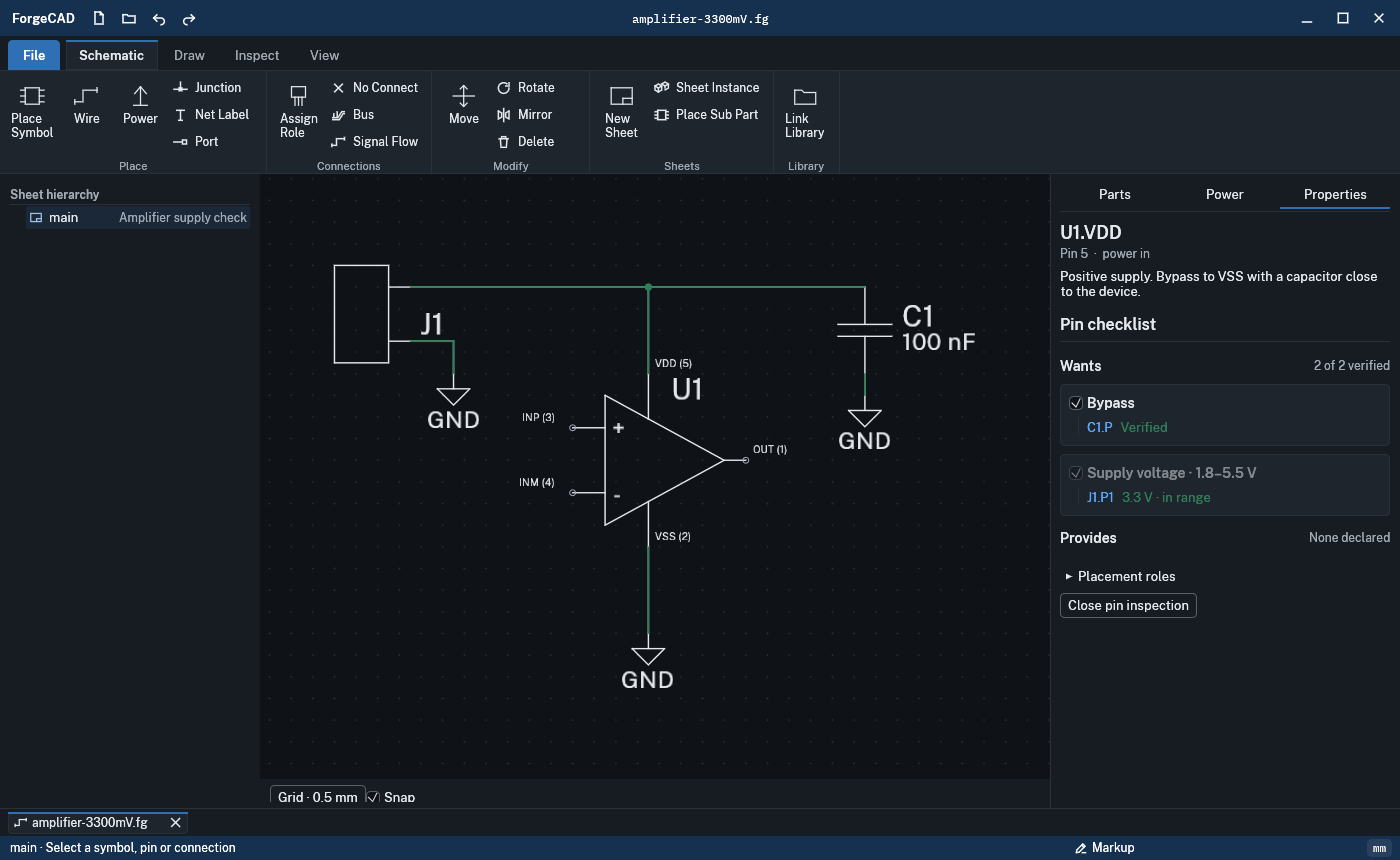 ForgeCAD
amplifier-3300mV.fg
File Schematic Draw Inspect View
Place Symbol
Wire
Power
Junction
Net Label
Port
Place
Assign Role
No Connect
Bus
Signal Flow
Connections
Move
Rotate
Mirror
Delete
Modify
New Sheet
Sheet Instance
Place Sub Part
Sheets
Link Library
Library
Sheet hierarchy
main Amplifier supply check
J1
GND
VDD (5)
U1
INP (3)
+
INM (4)
-
OUT (1)
VSS (2)
GND
C1
100 nF
GND
Grid · 0.5 mm Snap
Parts Power Properties
U1.VDD
Pin 5 · power in
Positive supply. Bypass to VSS with a capacitor close
to the device.
Pin checklist
Wants 2 of 2 verified
Bypass
C1.P Verified
Supply voltage · 1.8–5.5 V
J1.P1 3.3 V · in range
Provides None declared
Placement roles
Close pin inspection
amplifier-3300mV.fg
main · Select a symbol, pin or connection
Markup
mm